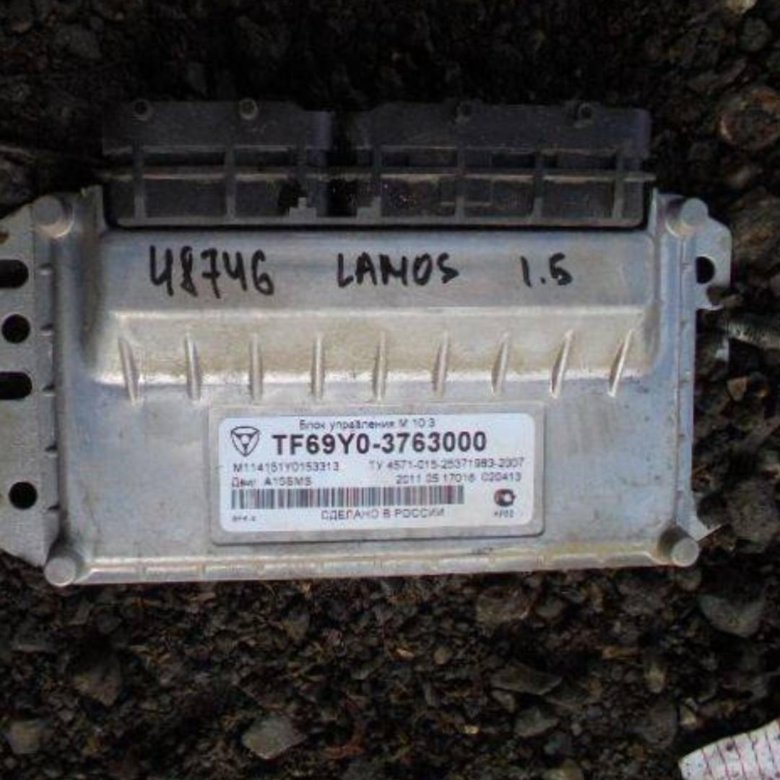 48746 LANOS 1.5
Блок управления М 10.3
TF69Y0-3763000
M114151Y0153313 ТУ 4571-015-25371983-2007
Двиг. A15SMS 2011 05 17016 020413
СДЕЛАНО В РОССИИ